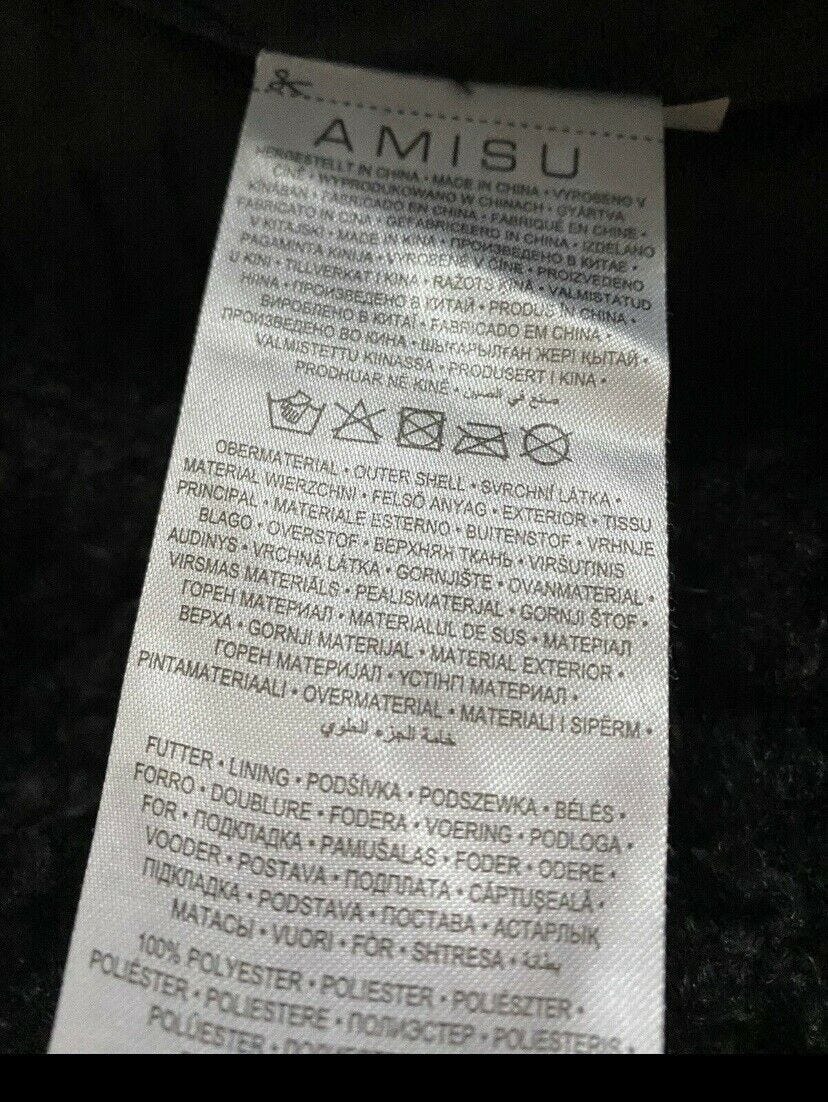 AMISU
HERGESTELLT IN CHINA • MADE IN CHINA • VYROBENO V
ČÍNĚ • WYPRODUKOWANO W CHINACH • GYÁRTVA
KÍNÁBAN • FABRICADO EN CHINA • FABRIQUÉ EN CHINE •
FABRICATO IN CINA • GEFABRICEERD IN CHINA • IZDELANO
V KITAJSKI • MADE IN KINA • ПРОИЗВЕДЕНО В КИТАЕ •
PAGAMINTA KINIJA • VYROBENÉ V ČÍNE • PROIZVEDENO
U KINI • TILLVERKAT I KINA • RAŽOTS ĶĪNĀ • VALMISTATUD
HIINA • ПРОИЗВЕДЕНО В КИТАЙ • PRODUS IN CHINA •
ВИРОБЛЕНО В КИТАЇ • FABRICADO EM CHINA •
ПРОИЗВЕДЕНО ВО КИНА • ШЫҒАРЫЛҒАН ЖЕРІ ҚЫТАЙ •
VALMISTETTU KIINASSA • PRODUSERT I KINA •
PRODHUAR NË KINË • صنع في الصين
OBERMATERIAL • OUTER SHELL • SVRCHNÍ LÁTKA •
MATERIAŁ WIERZCHNI • FELSŐ ANYAG • EXTERIOR • TISSU
PRINCIPAL • MATERIALE ESTERNO • BUITENSTOF • VRHNJE
BLAGO • OVERSTOF • ВЕРХНЯЯ ТКАНЬ • VIRŠUTINIS
AUDINYS • VRCHNÁ LÁTKA • GORNJIŠTE • OVANMATERIAL •
VIRSMAS MATERIĀLS • PEALISMATERJAL • GORNJI ŠTOF •
ГОРЕН МАТЕРИАЛ • MATERIALUL DE SUS • МАТЕРІАЛ
ВЕРХА • GORNJI MATERIJAL • MATERIAL EXTERIOR •
ГОРЕН МАТЕРИЈАЛ • ҮСТІҢГІ МАТЕРИАЛ •
PINTAMATERIAALI • OVERMATERIAL • MATERIALI I SIPËRM •
خامة الجزء العلوي
FUTTER • LINING • PODŠÍVKA • PODSZEWKA • BÉLÉS •
FORRO • DOUBLURE • FODERA • VOERING • PODLOGA •
FOR • ПОДКЛАДКА • PAMUŠALAS • FODER • ODERE •
VOODER • POSTAVA • ПОДПЛАТА • CĂPTUȘEALĂ •
ПІДКЛАДКА • PODSTAVA • ПОСТАВА • АСТАРЛЫҚ
МАТАСЫ • VUORI • FÔR • SHTRESA • بطانة
100% POLYESTER • POLIESTER • POLIÉSZTER •
POLIÉSTER • POLIESTERE • ПОЛИЭСТЕР • POLIESTERIS •
POLÜESTER •